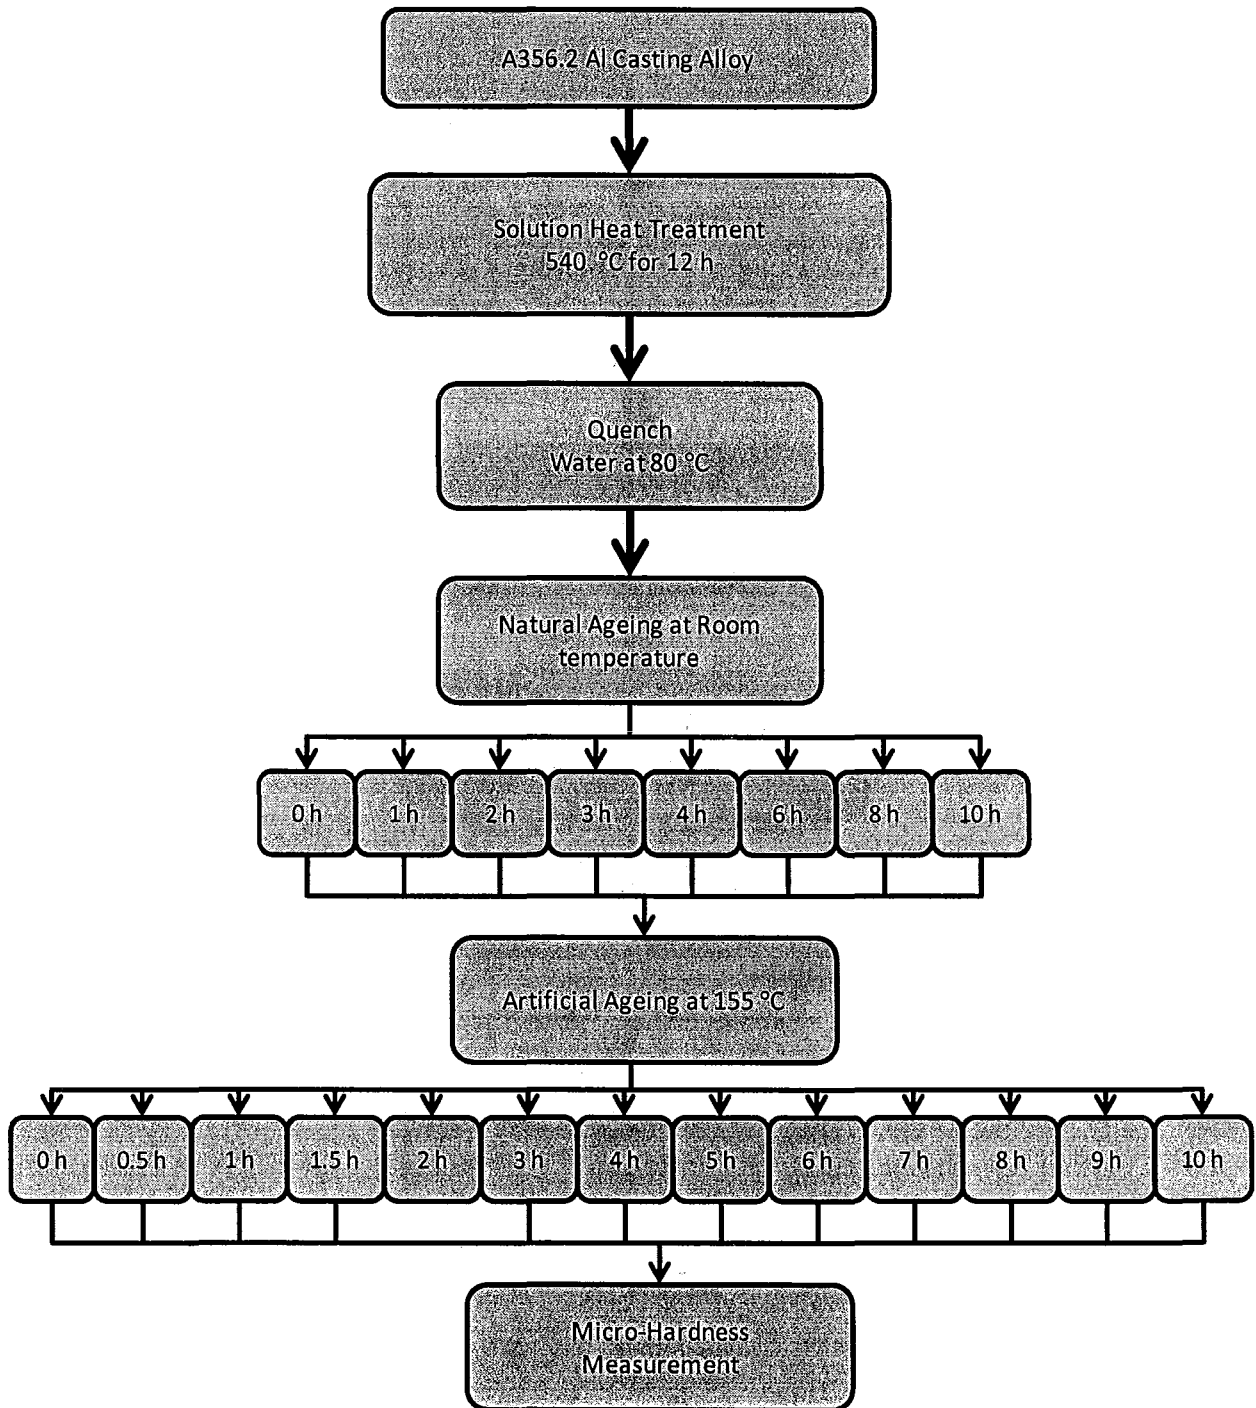 A356.2 Al Casting Alloy
Solution Heat Treatment
540 °C for 12 h
Quench
Water at 80 °C
Natural Ageing at Room
temperature
0 h
1 h
2 h
3 h
4 h
6 h
8 h
10 h
Artificial Ageing at 155 °C
0 h
0.5 h
1 h
1.5 h
2 h
3 h
4 h
5 h
6 h
7 h
8 h
9 h
10 h
Micro-Hardness
Measurement